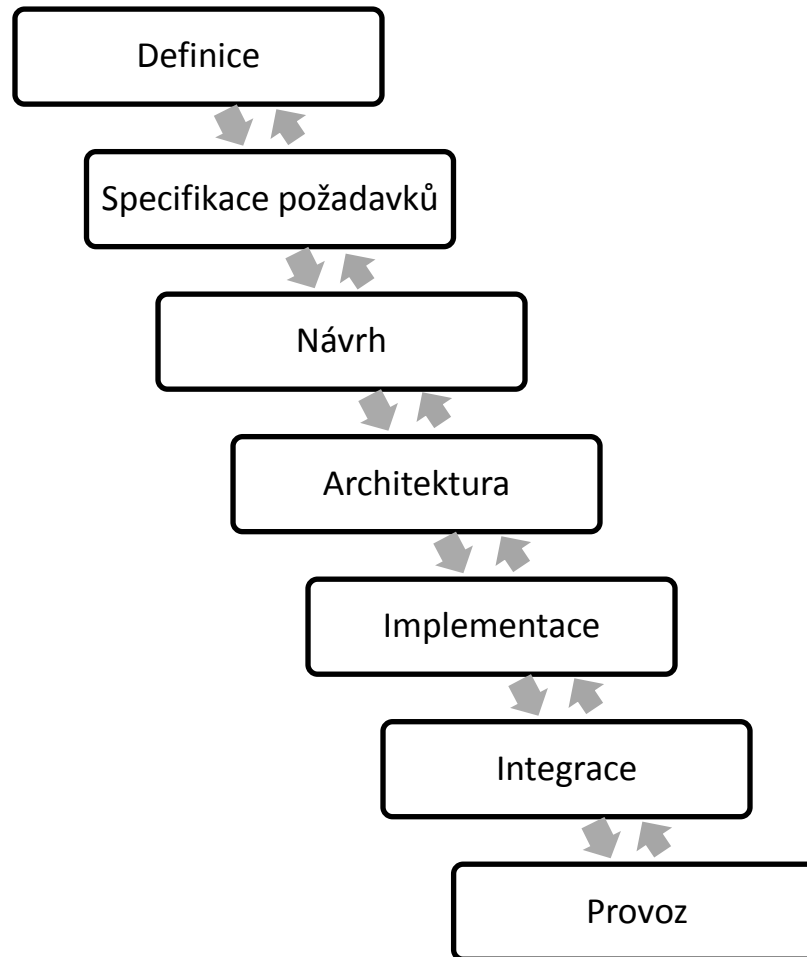 Definice
Specifikace požadavků
Návrh
Architektura
Implementace
Integrace
Provoz